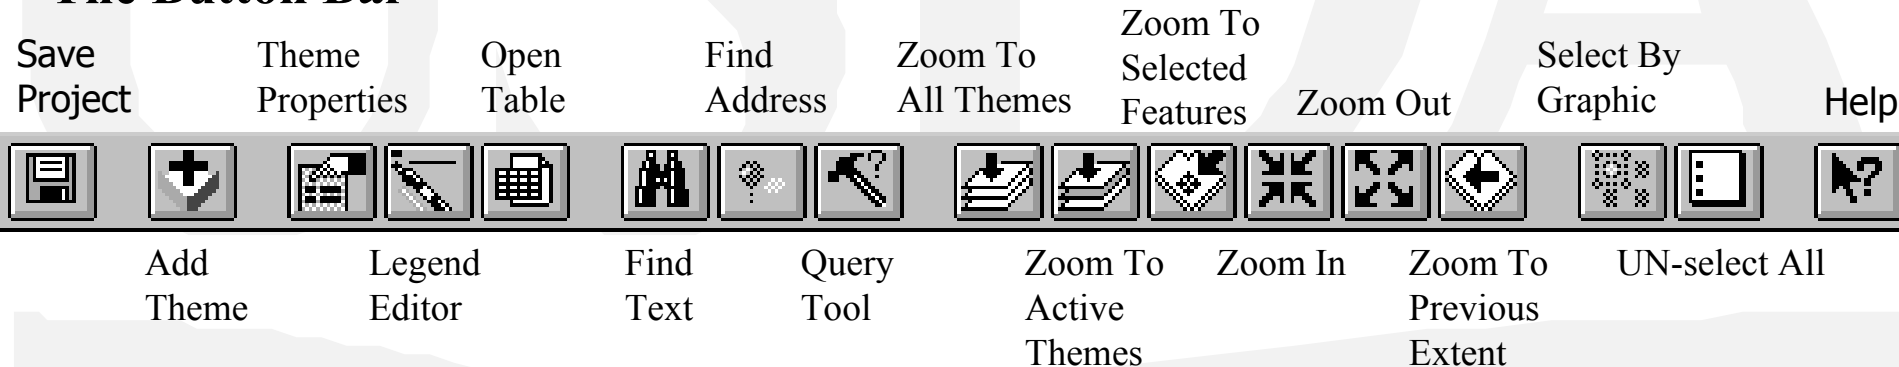 The Button Bar
Save
Project
Theme
Properties
Open
Table
Find
Address
Zoom To
All Themes
Zoom To
Selected
Features
Zoom Out
Select By
Graphic
Help
?
?
Add
Theme
Legend
Editor
Find
Text
Query
Tool
Zoom To
Active
Themes
Zoom In
Zoom To
Previous
Extent
UN-select All